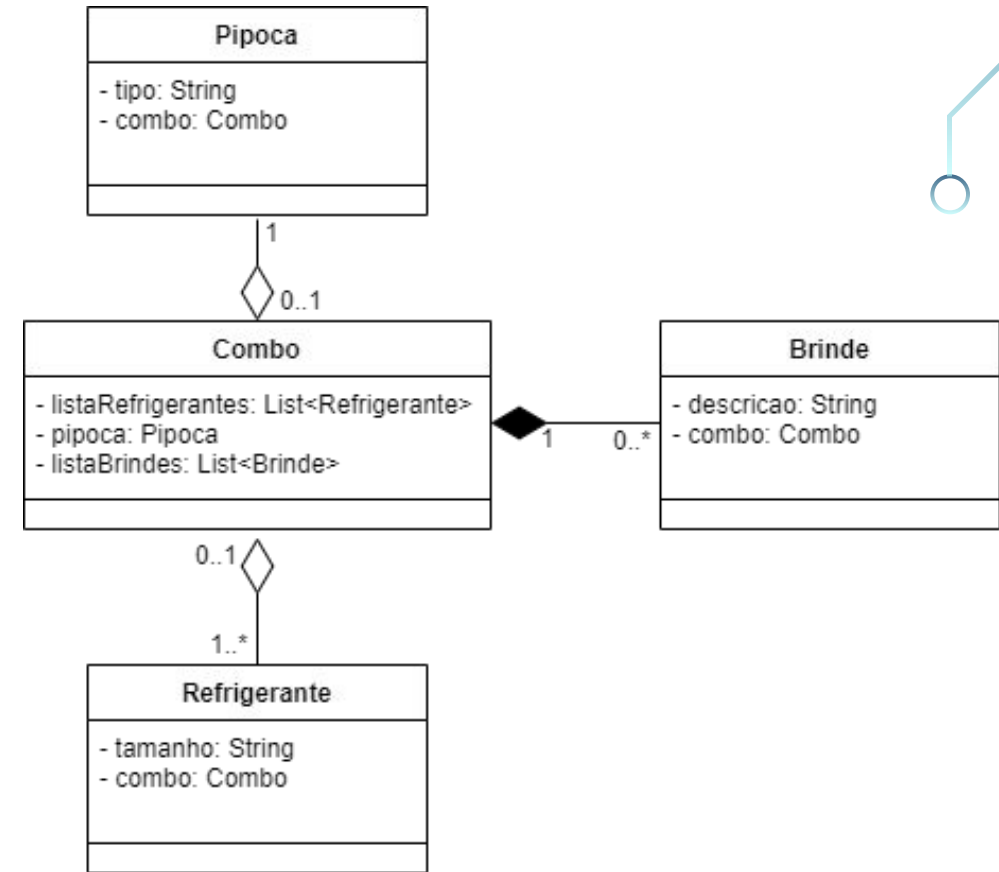 Pipoca
- tipo: String
- combo: Combo
1
0..1
Combo
- listaRefrigerantes: List<Refrigerante>
- pipoca: Pipoca
- listaBrindes: List<Brinde>
1
0..*
Brinde
- descricao: String
- combo: Combo
0..1
1..*
Refrigerante
- tamanho: String
- combo: Combo